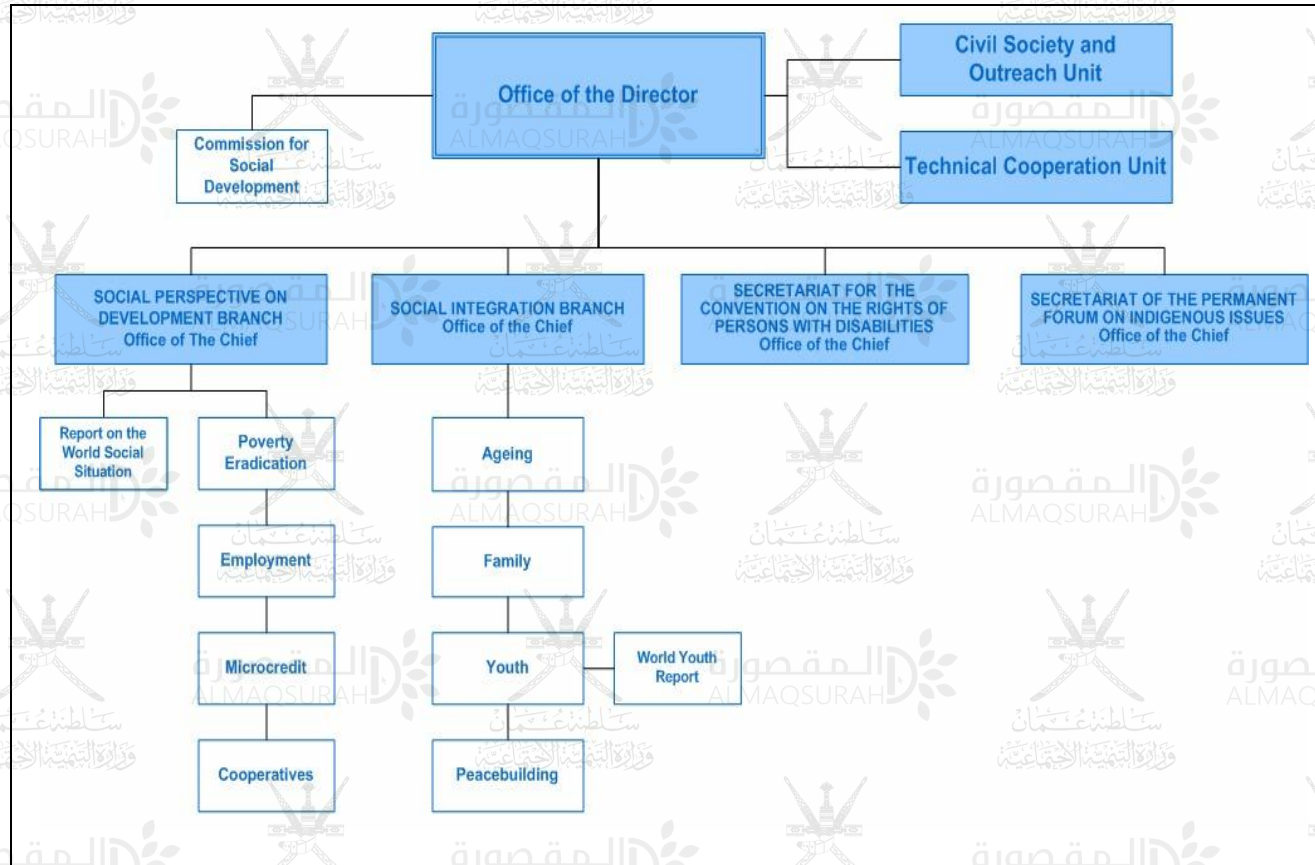 Office of the Director
Civil Society and
Outreach Unit
Technical Cooperation Unit
Commission for
Social
Development
SOCIAL PERSPECTIVE ON
DEVELOPMENT BRANCH
Office of The Chief
SOCIAL INTEGRATION BRANCH
Office of the Chief
SECRETARIAT FOR THE
CONVENTION ON THE RIGHTS OF
PERSONS WITH DISABILITIES
Office of the Chief
SECRETARIAT OF THE PERMANENT
FORUM ON INDIGENOUS ISSUES
Office of the Chief
Report on the
World Social
Situation
Poverty
Eradication
Employment
Microcredit
Cooperatives
Ageing
Family
Youth
World Youth
Report
Peacebuilding
المقصورة
ALMAQSURAH
سلطنة عمان
وزارة التنمية الاجتماعية